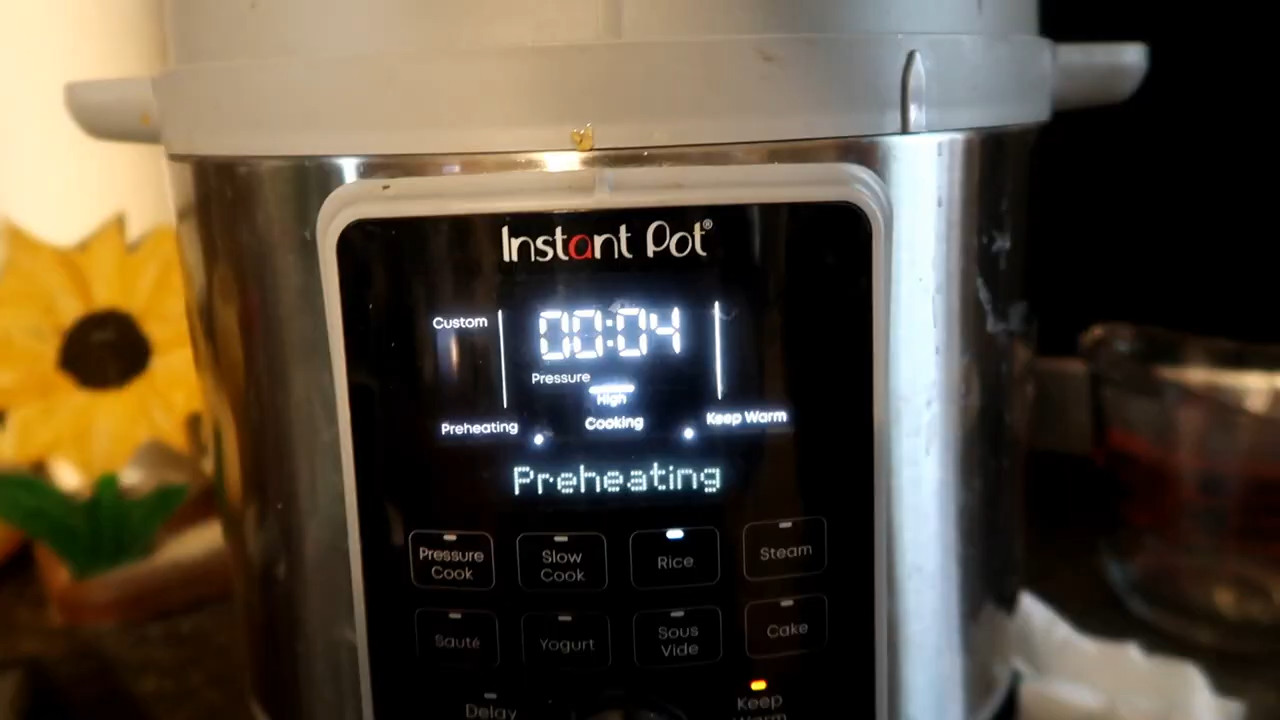 Instant Pot®
Custom
00:04
Pressure
High
Preheating
Cooking
Keep Warm
Preheating
Pressure
Cook
Slow
Cook
Rice
Steam
Sauté
Yogurt
Sous
Vide
Cake
Delay
Keep
Warm